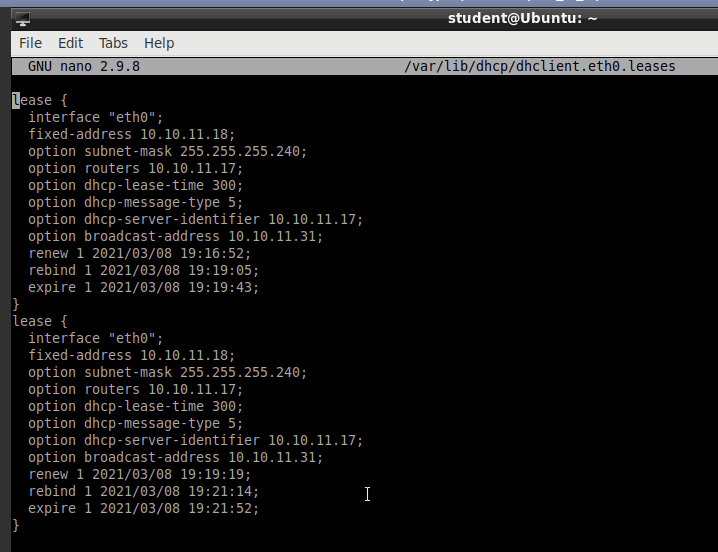 student@Ubuntu: ~
File Edit Tabs Help
GNU nano 2.9.8 /var/lib/dhcp/dhclient.eth0.leases
lease {
  interface "eth0";
  fixed-address 10.10.11.18;
  option subnet-mask 255.255.255.240;
  option routers 10.10.11.17;
  option dhcp-lease-time 300;
  option dhcp-message-type 5;
  option dhcp-server-identifier 10.10.11.17;
  option broadcast-address 10.10.11.31;
  renew 1 2021/03/08 19:16:52;
  rebind 1 2021/03/08 19:19:05;
  expire 1 2021/03/08 19:19:43;
}
lease {
  interface "eth0";
  fixed-address 10.10.11.18;
  option subnet-mask 255.255.255.240;
  option routers 10.10.11.17;
  option dhcp-lease-time 300;
  option dhcp-message-type 5;
  option dhcp-server-identifier 10.10.11.17;
  option broadcast-address 10.10.11.31;
  renew 1 2021/03/08 19:19:19;
  rebind 1 2021/03/08 19:21:14;
  expire 1 2021/03/08 19:21:52;
}